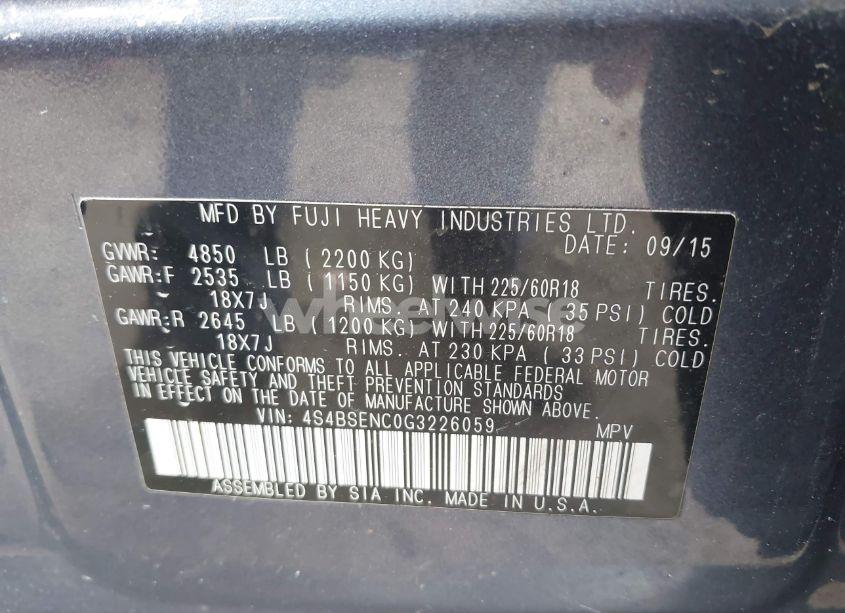 MFD BY FUJI HEAVY INDUSTRIES LTD.
DATE: 09/15
GVWR: 4850 LB ( 2200 KG)
GAWR:F 2535 LB ( 1150 KG) WITH 225/60R18 TIRES.
18X7J RIMS. AT 240 KPA ( 35 PSI) COLD
GAWR:R 2645 LB ( 1200 KG) WITH 225/60R18 TIRES.
18X7J RIMS. AT 230 KPA ( 33 PSI) COLD
THIS VEHICLE CONFORMS TO ALL APPLICABLE FEDERAL MOTOR
VEHICLE SAFETY AND THEFT PREVENTION STANDARDS
IN EFFECT ON THE DATE OF MANUFACTURE SHOWN ABOVE.
VIN: 4S4BSENC0G3226059 MPV
ASSEMBLED BY SIA INC. MADE IN U.S.A.
wheelwise